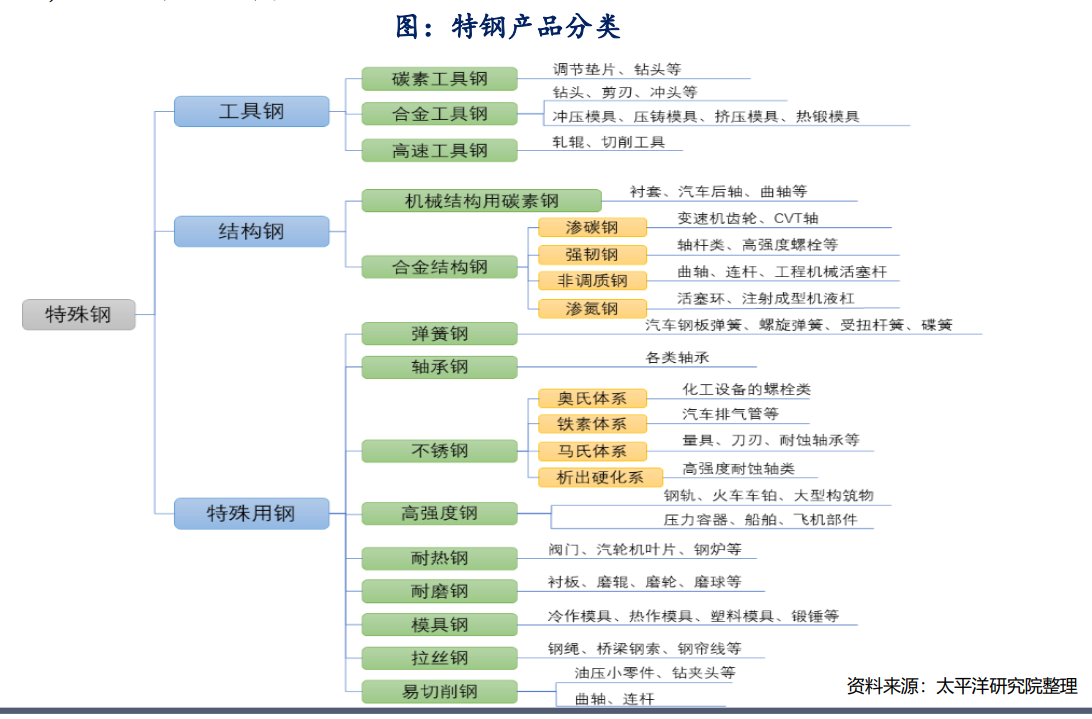 图：特钢产品分类
特殊钢
工具钢
碳素工具钢
调节垫片、钻头等
合金工具钢
钻头、剪刃、冲头等
冲压模具、压铸模具、挤压模具、热锻模具
高速工具钢
轧辊、切削工具
结构钢
机械结构用碳素钢
衬套、汽车后轴、曲轴等
合金结构钢
渗碳钢
变速机齿轮、CVT轴
强韧钢
轴杆类、高强度螺栓等
非调质钢
曲轴、连杆、工程机械活塞杆
渗氮钢
活塞环、注射成型机液杠
特殊用钢
弹簧钢
汽车钢板弹簧、螺旋弹簧、受扭杆簧、碟簧
轴承钢
各类轴承
不锈钢
奥氏体系
化工设备的螺栓类
铁素体系
汽车排气管等
马氏体系
量具、刀刃、耐蚀轴承等
析出硬化系
高强度耐蚀轴类
高强度钢
钢轨、火车车铂、大型构筑物
压力容器、船舶、飞机部件
耐热钢
阀门、汽轮机叶片、钢炉等
耐磨钢
衬板、磨辊、磨轮、磨球等
模具钢
冷作模具、热作模具、塑料模具、锻锤等
拉丝钢
钢绳、桥梁钢索、钢帘线等
易切削钢
油压小零件、钻夹头等
曲轴、连杆
资料来源：太平洋研究院整理